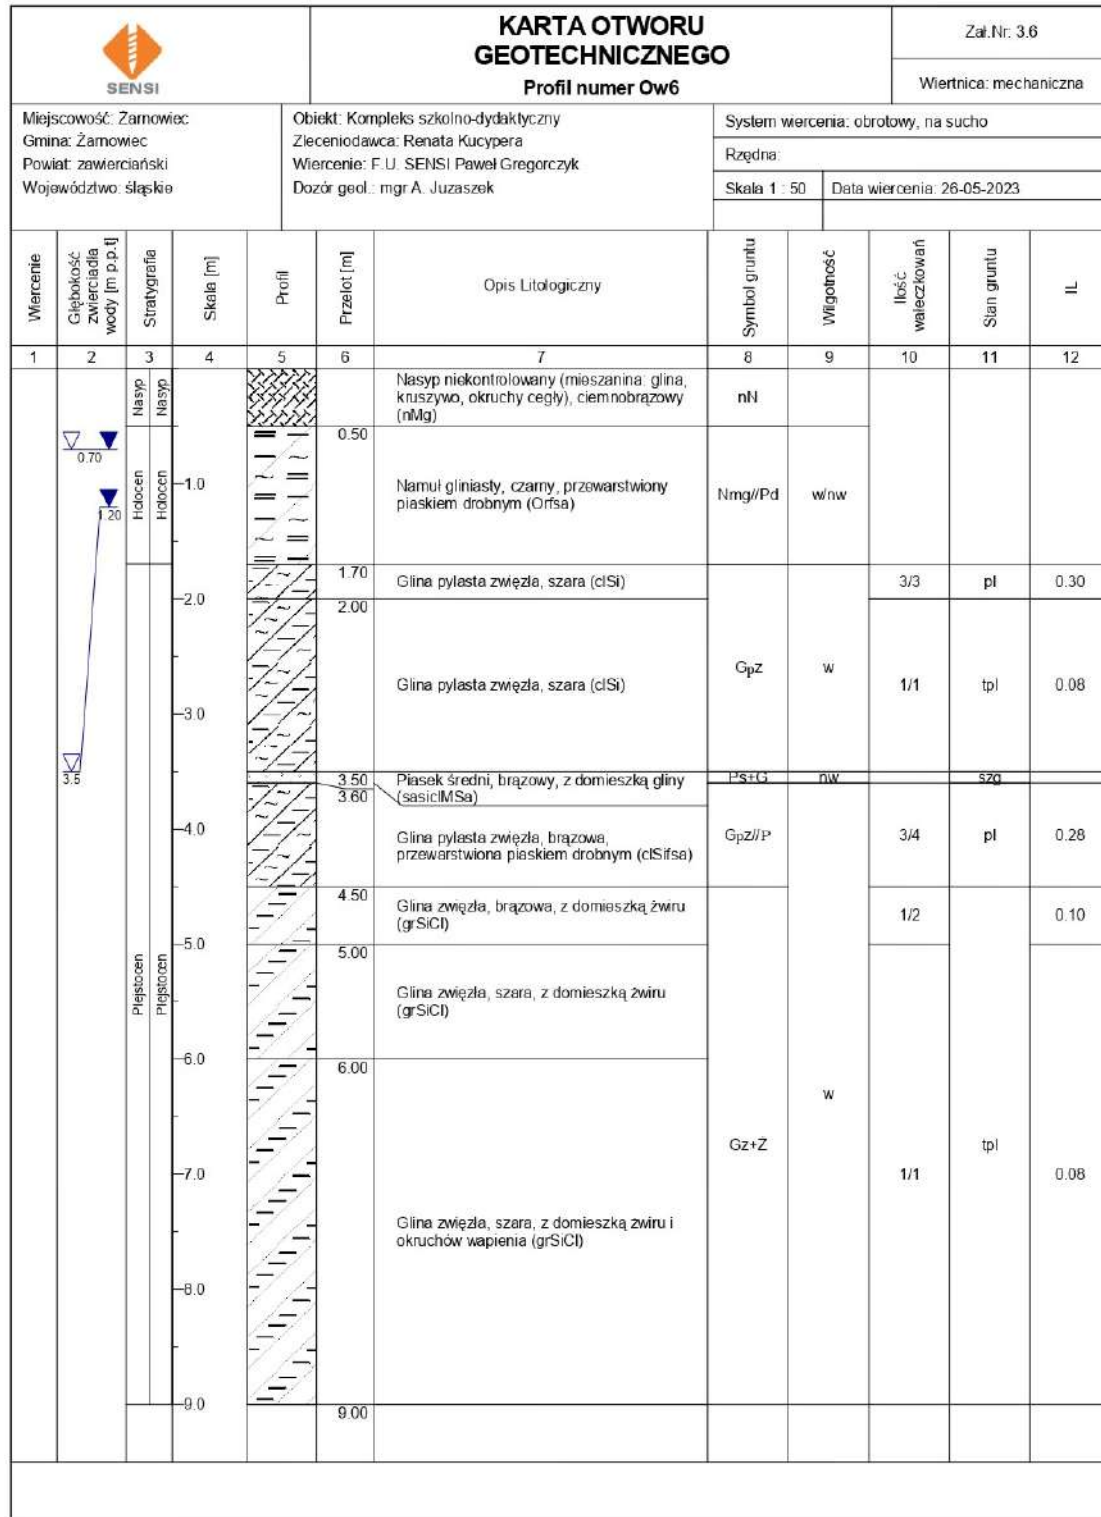 SENSI
KARTA OTWORU
GEOTECHNICZNEGO
Profil numer Ow6
Zał.Nr: 3.6
Wiertnica: mechaniczna
Miejscowość: Żarnowiec
Gmina: Żarnowiec
Powiat: zawierciański
Województwo: śląskie
Obiekt: Kompleks szkolno-dydaktyczny
Zleceniodawca: Renata Kucypera
Wiercenie: F.U. SENSI Paweł Gregorczyk
Dozór geol.: mgr A. Juzaszek
System wiercenia: obrotowy, na sucho
Rzędna:
Skala 1 : 50
Data wiercenia: 26-05-2023
Wiercenie
Głębokość
zwierciadła
wody [m p.p.t]
Stratygrafia
Skala [m]
Profil
Przelot [m]
Opis Litologiczny
Symbol gruntu
Wilgotność
Ilość
wałeczkowań
Stan gruntu
IL
1 2 3 4 5 6 7 8 9 10 11 12
Nasyp Nasyp
Nasyp niekontrolowany (mieszanina: glina,
kruszywo, okruchy cegły), ciemnobrązowy
(nMg)
nN
0.50
0.70
Holocen Holocen
1.0
1.20
Namuł gliniasty, czarny, przewarstwiony
piaskiem drobnym (Orfsa)
Nmg//Pd
w/nw
1.70
Glina pylasta zwięzła, szara (clSi)
3/3
pl
0.30
2.0
2.00
Glina pylasta zwięzła, szara (clSi)
Gpz
w
1/1
tpl
0.08
3.0
3.5
3.50
Piasek średni, brązowy, z domieszką gliny
(sasiclMSa)
Ps+G
nw
szg
3.60
4.0
Glina pylasta zwięzła, brązowa,
przewarstwiona piaskiem drobnym (clSifsa)
Gpz//P
3/4
pl
0.28
4.50
Glina zwięzła, brązowa, z domieszką żwiru
(grSiCl)
1/2
0.10
5.0
5.00
Plejstocen Plejstocen
Glina zwięzła, szara, z domieszką żwiru
(grSiCl)
6.0
6.00
w
Gz+Ż
tpl
7.0
1/1
0.08
Glina zwięzła, szara, z domieszką żwiru i
okruchów wapienia (grSiCl)
8.0
9.0
9.00